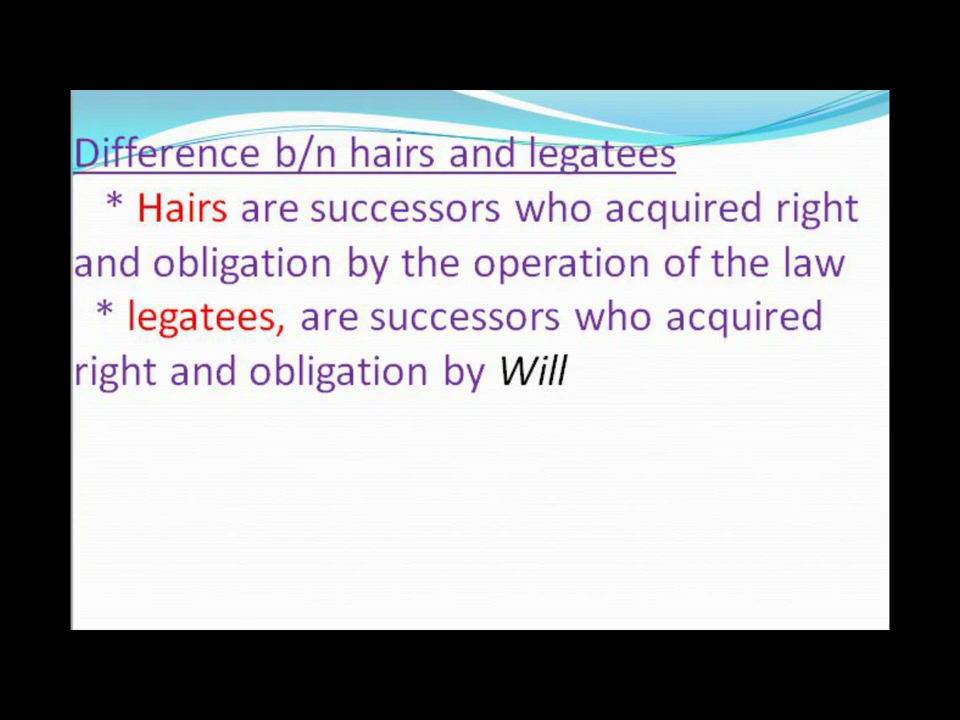 Difference b/n hairs and legatees
* Hairs are successors who acquired right
and obligation by the operation of the law
* legatees, are successors who acquired
right and obligation by Will